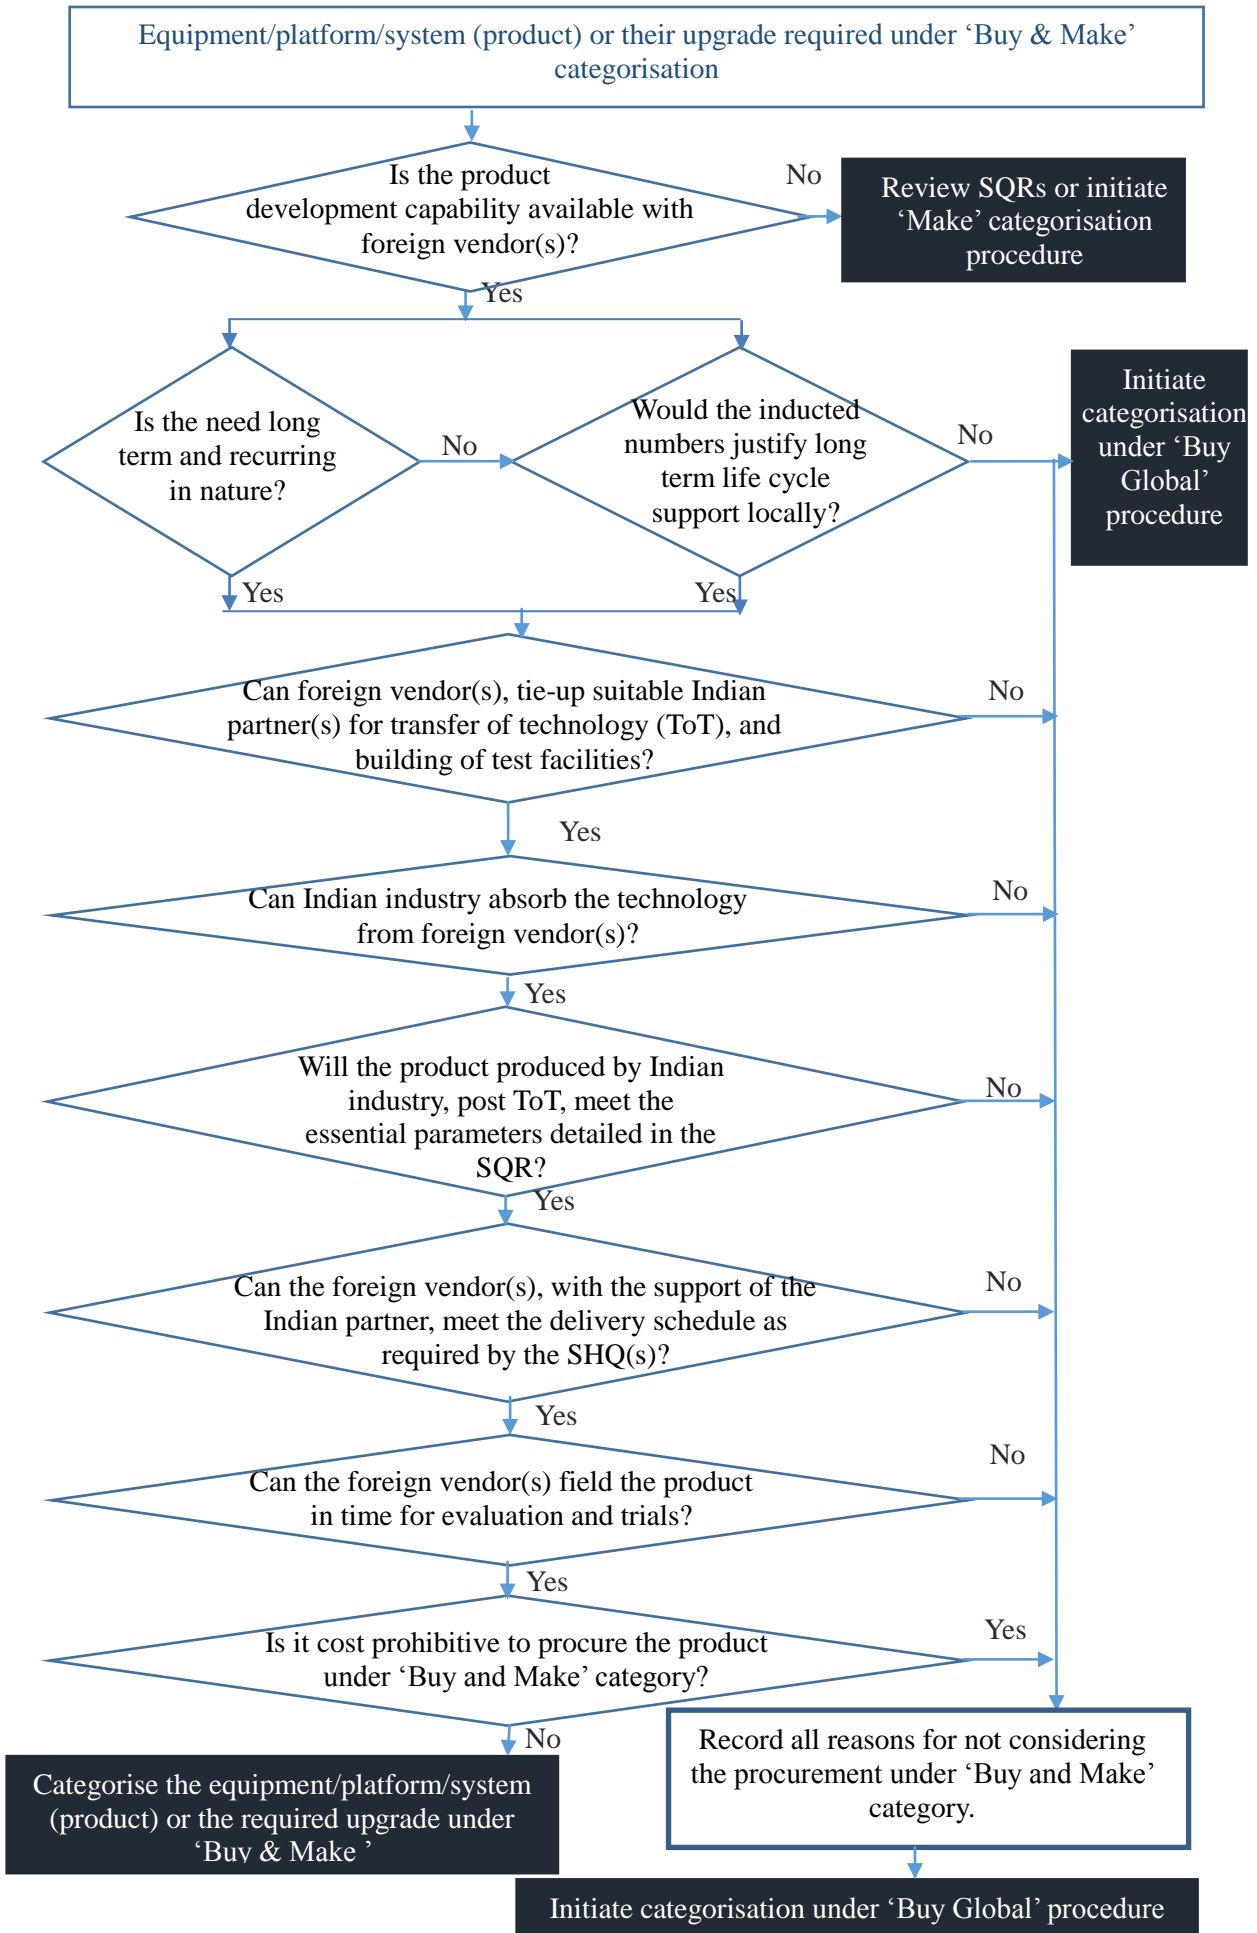 Equipment/platform/system (product) or their upgrade required under ‘Buy & Make’
categorisation
Is the product
development capability available with
foreign vendor(s)?
No
Review SQRs or initiate
‘Make’ categorisation
procedure
Yes
Is the need long
term and recurring
in nature?
No
Would the inducted
numbers justify long
term life cycle
support locally?
No
Initiate
categorisation
under ‘Buy
Global’
procedure
Yes
Yes
Can foreign vendor(s), tie-up suitable Indian
partner(s) for transfer of technology (ToT), and
building of test facilities?
No
Yes
Can Indian industry absorb the technology
from foreign vendor(s)?
No
Yes
Will the product produced by Indian
industry, post ToT, meet the
essential parameters detailed in the
SQR?
No
Yes
Can the foreign vendor(s), with the support of the
Indian partner, meet the delivery schedule as
required by the SHQ(s)?
No
Yes
Can the foreign vendor(s) field the product
in time for evaluation and trials?
No
Yes
Is it cost prohibitive to procure the product
under ‘Buy and Make’ category?
Yes
No
Categorise the equipment/platform/system
(product) or the required upgrade under
‘Buy & Make ’
Record all reasons for not considering
the procurement under ‘Buy and Make’
category.
Initiate categorisation under ‘Buy Global’ procedure